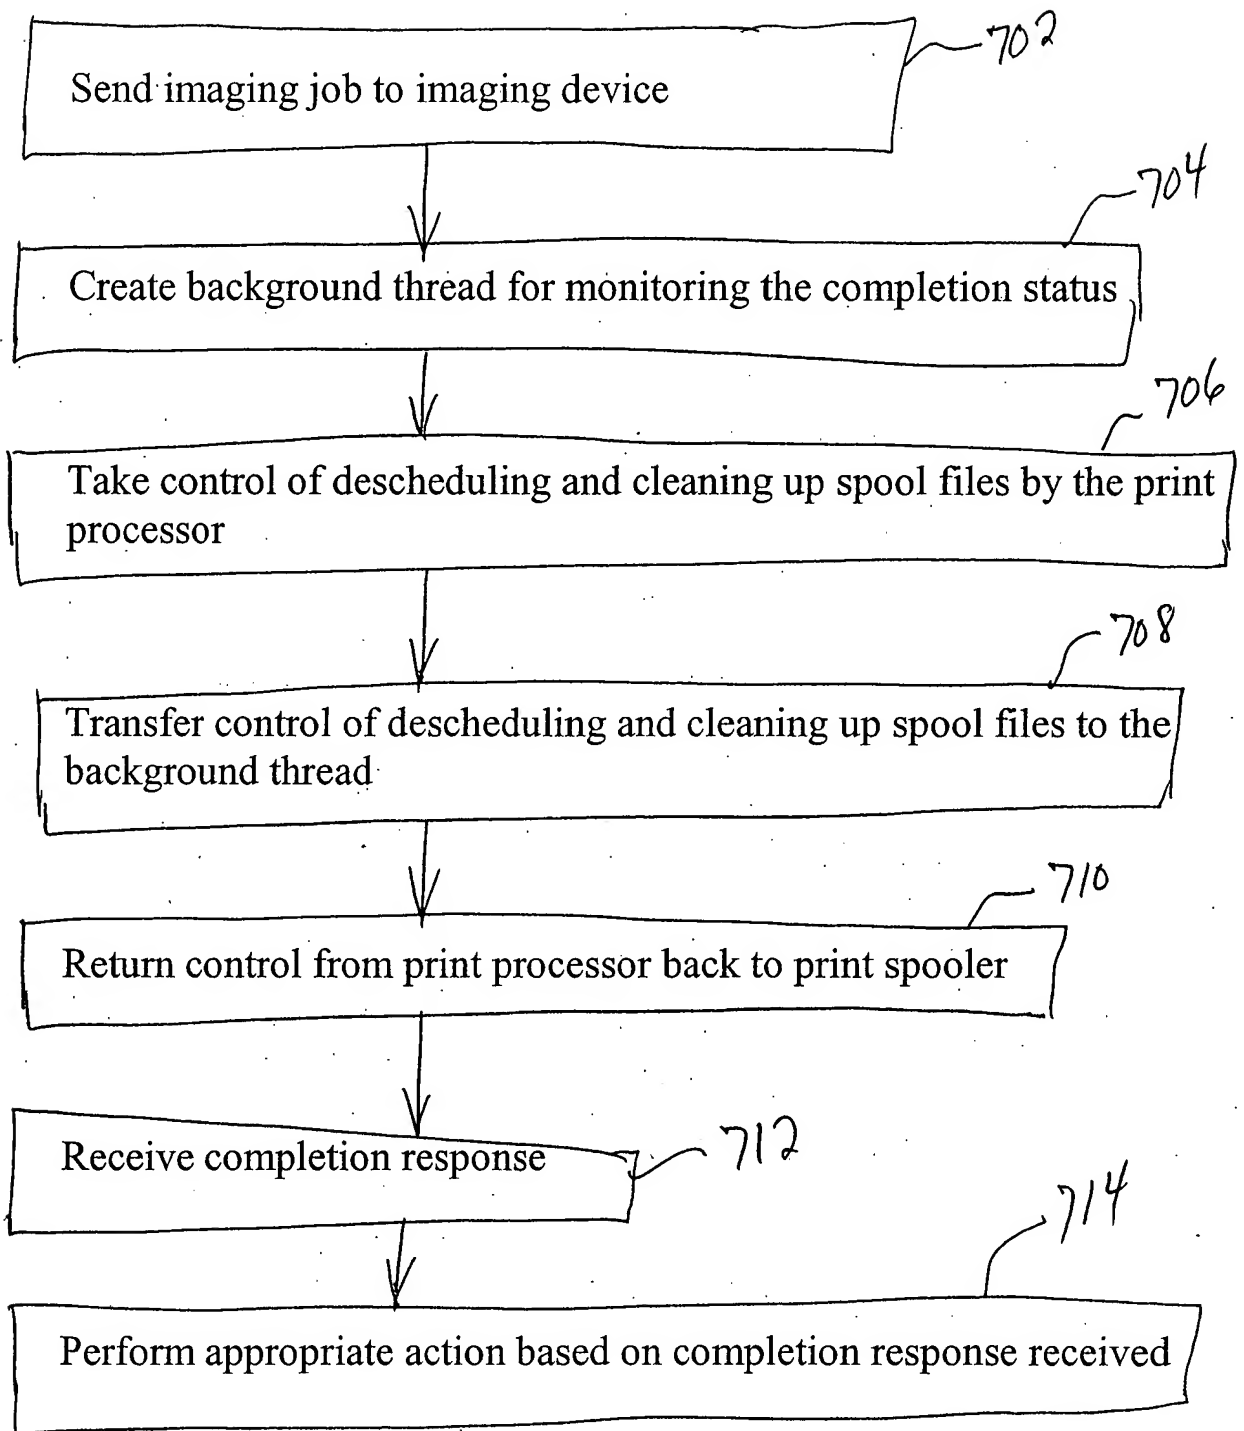 702
Send imaging job to imaging device
704
Create background thread for monitoring the completion status
706
Take control of descheduling and cleaning up spool files by the print
processor
708
Transfer control of descheduling and cleaning up spool files to the
background thread
710
Return control from print processor back to print spooler
712
Receive completion response
714
Perform appropriate action based on completion response received